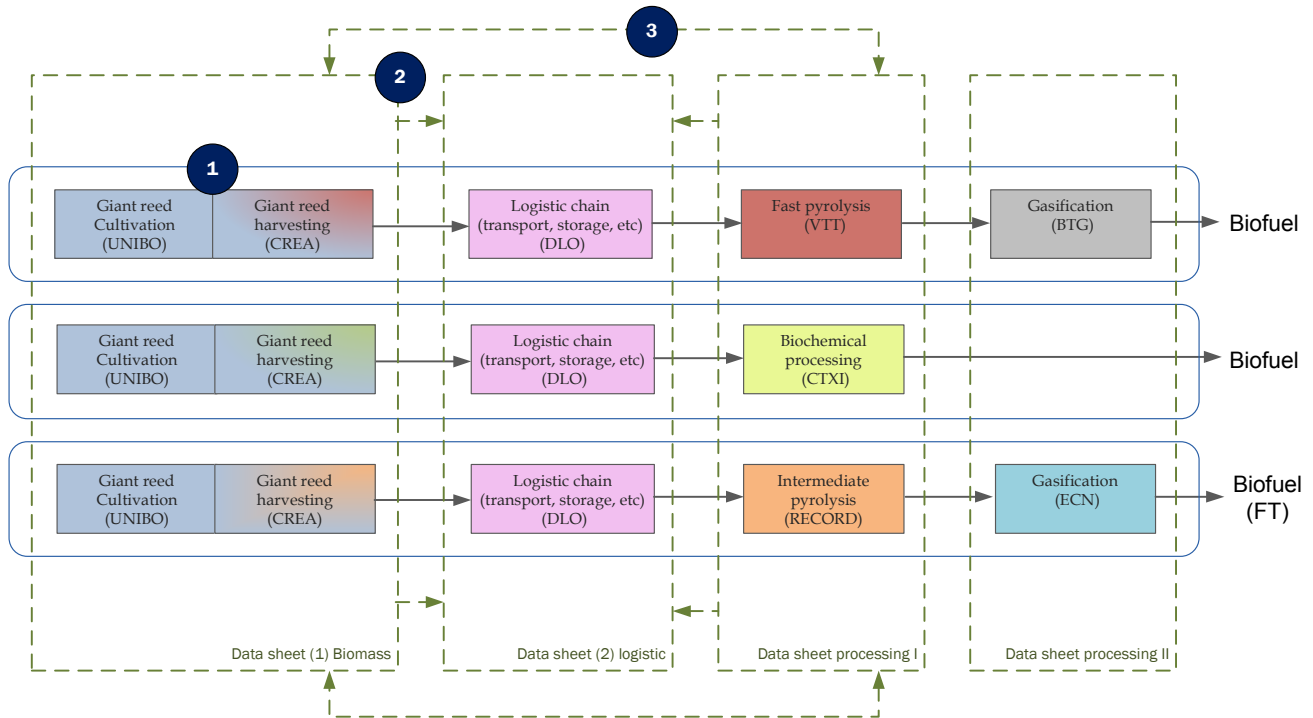 3
2
1
Giant reed
Cultivation
(UNIBO)
Giant reed
harvesting
(CREA)
Logistic chain
(transport, storage, etc)
(DLO)
Fast pyrolysis
(VTT)
Gasification
(BTG)
Biofuel
Giant reed
Cultivation
(UNIBO)
Giant reed
harvesting
(CREA)
Logistic chain
(transport, storage, etc)
(DLO)
Biochemical
processing
(CTXI)
Biofuel
Giant reed
Cultivation
(UNIBO)
Giant reed
harvesting
(CREA)
Logistic chain
(transport, storage, etc)
(DLO)
Intermediate
pyrolysis
(RECORD)
Gasification
(ECN)
Biofuel
(FT)
Data sheet (1) Biomass
Data sheet (2) logistic
Data sheet processing I
Data sheet processing II